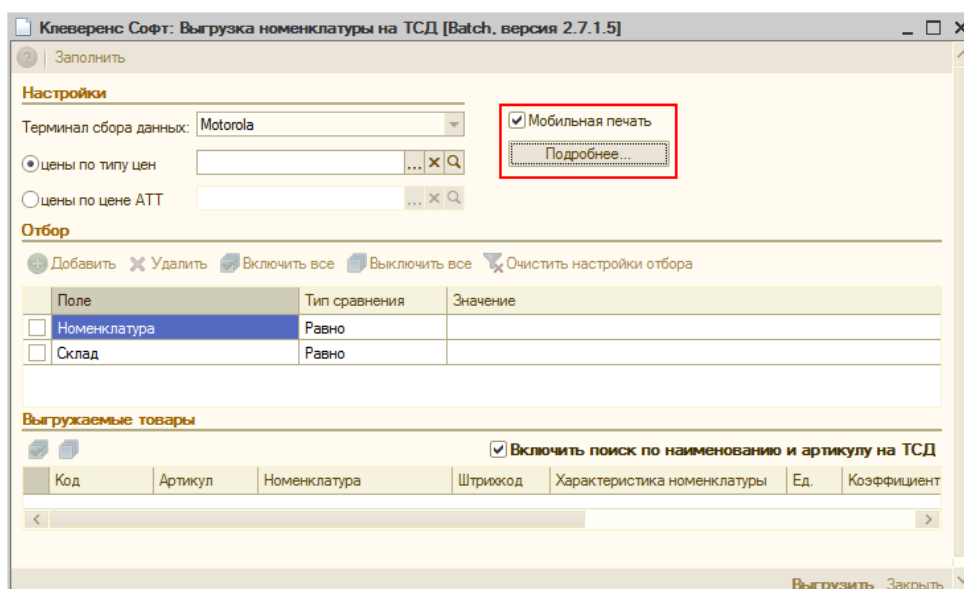 Клеверенс Софт: Выгрузка номенклатуры на ТСД [Batch, версия 2.7.1.5]
Заполнить
Настройки
Терминал сбора данных: Motorola
Мобильная печать
Подробнее...
цены по типу цен
цены по цене АТТ
Отбор
Добавить Удалить Включить все Выключить все Очистить настройки отбора
Поле Тип сравнения Значение
Номенклатура Равно
Склад Равно
Выгружаемые товары
Включить поиск по наименованию и артикулу на ТСД
Код Артикул Номенклатура Штрихкод Характеристика номенклатуры Ед. Коэффициент
Выгрузить Закрыть